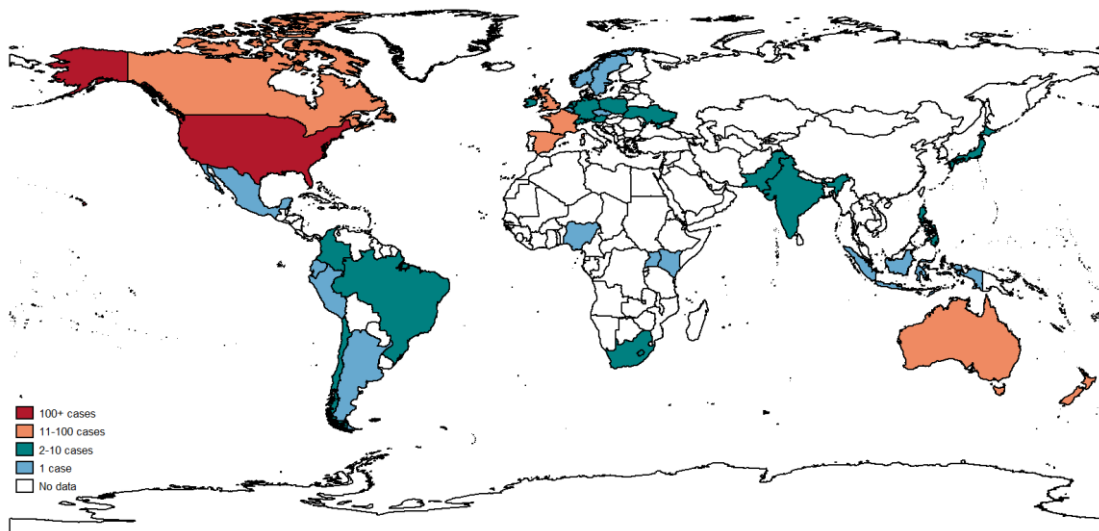 100+ cases
11-100 cases
2-10 cases
1 case
No data